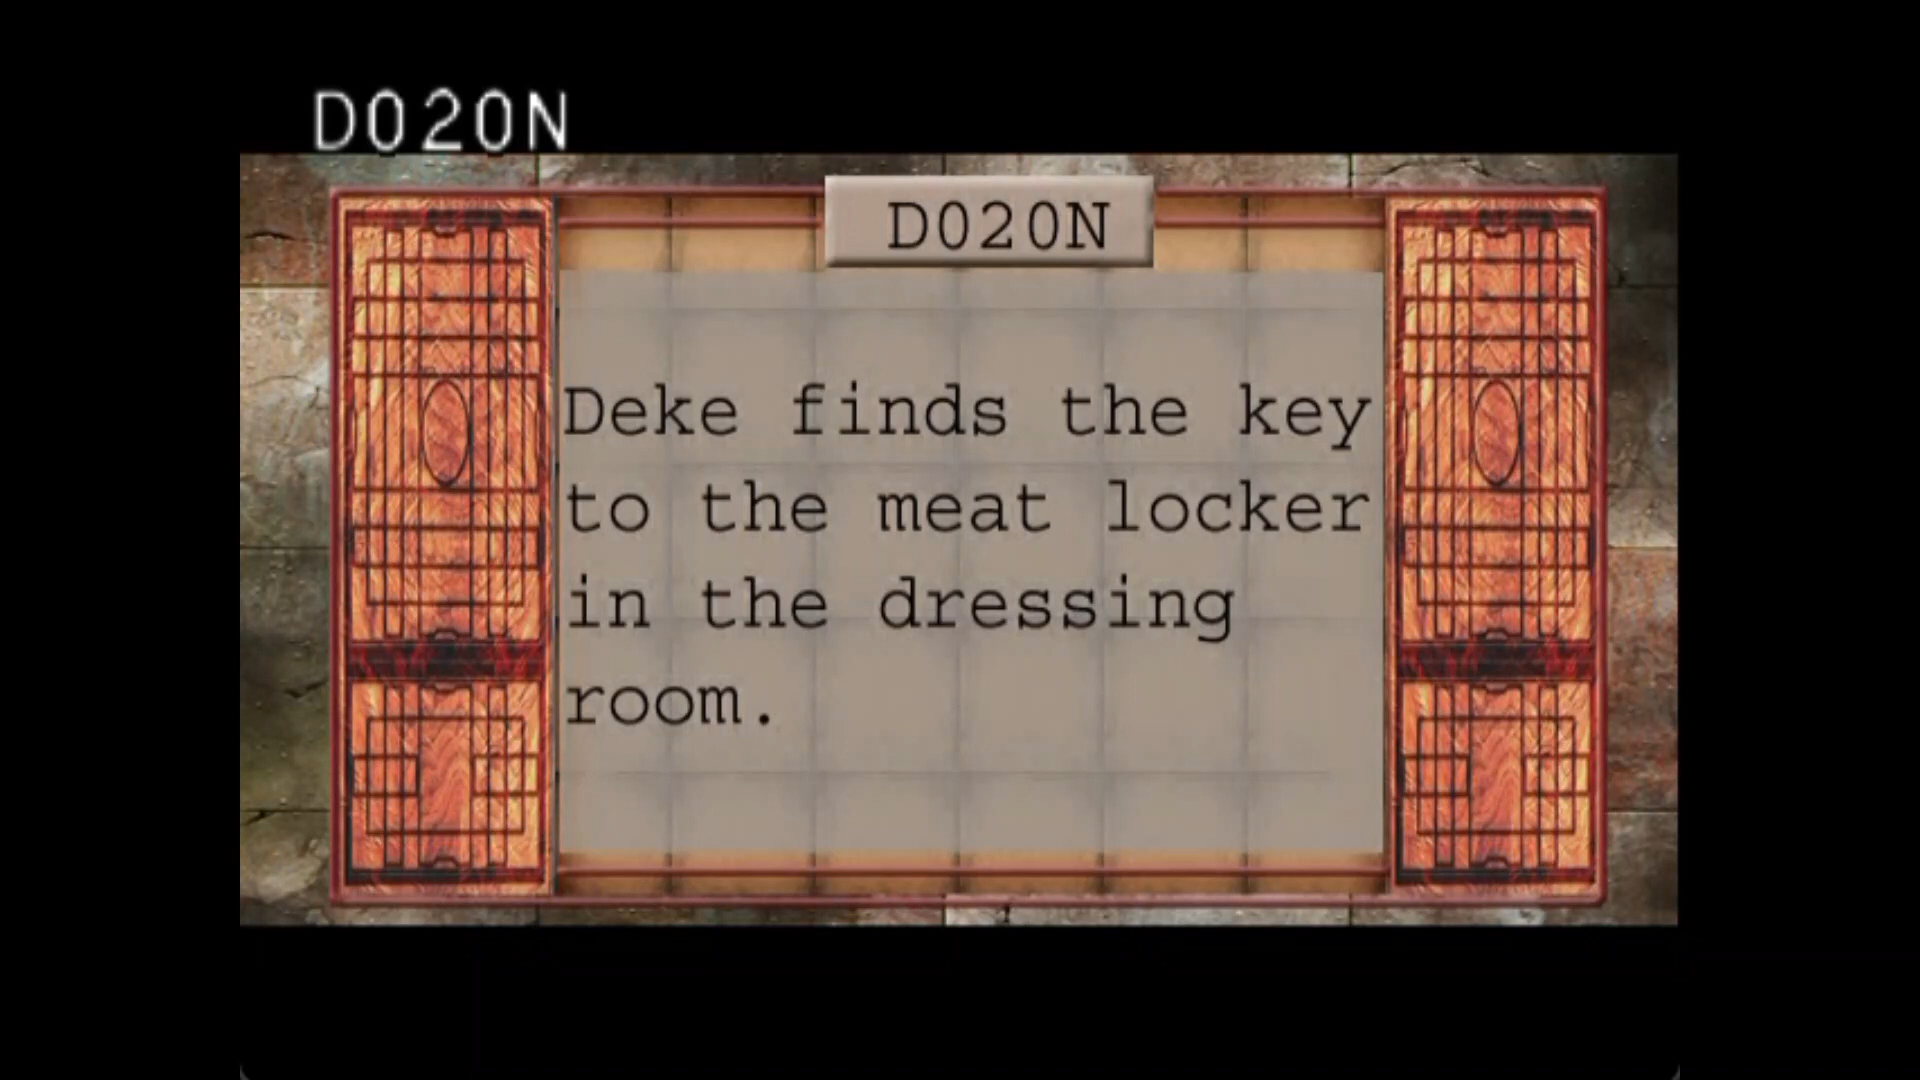 D020N
D020N
Deke finds the key
to the meat locker
in the dressing
room.